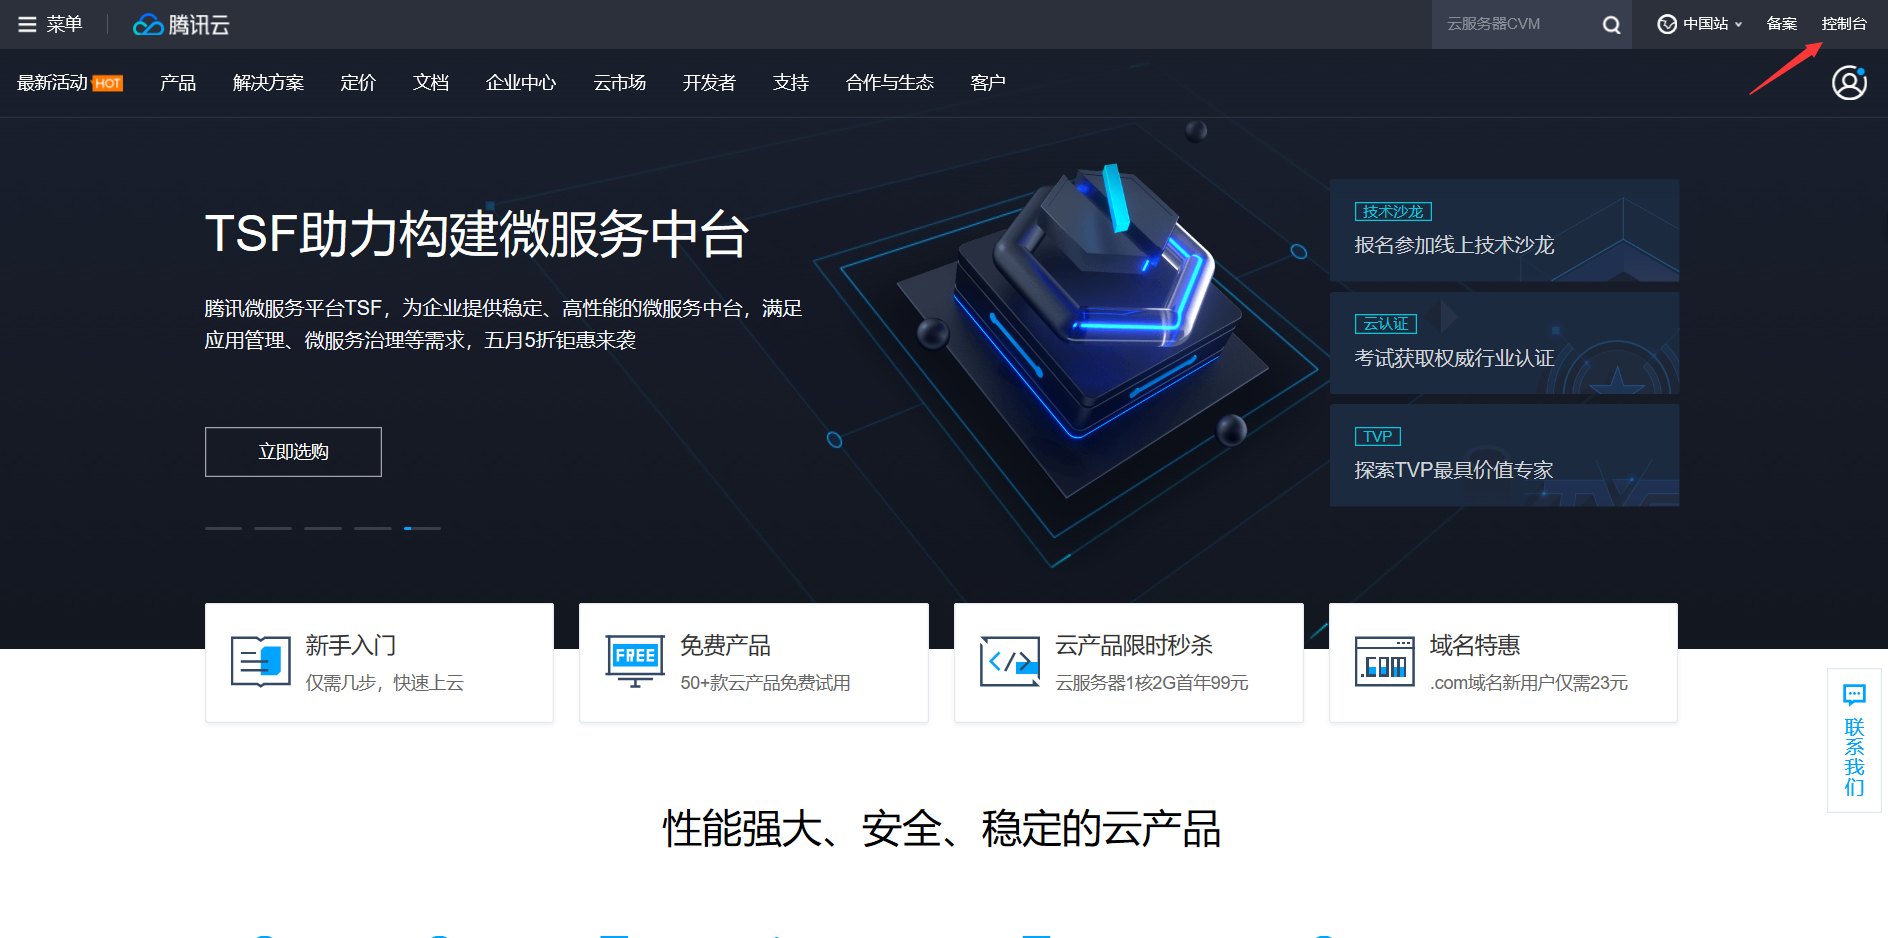 菜单
腾讯云
云服务器CVM
中国站
备案
控制台
最新活动 HOT
产品
解决方案
定价
文档
企业中心
云市场
开发者
支持
合作与生态
客户
TSF助力构建微服务中台
腾讯微服务平台TSF，为企业提供稳定、高性能的微服务中台，满足
应用管理、微服务治理等需求，五月5折钜惠来袭
立即选购
技术沙龙
报名参加线上技术沙龙
云认证
考试获取权威行业认证
TVP
探索TVP最具价值专家
新手入门
仅需几步，快速上云
FREE
免费产品
50+款云产品免费试用
云产品限时秒杀
云服务器1核2G首年99元
.COM
域名特惠
.com域名新用户仅需23元
联系我们
性能强大、安全、稳定的云产品